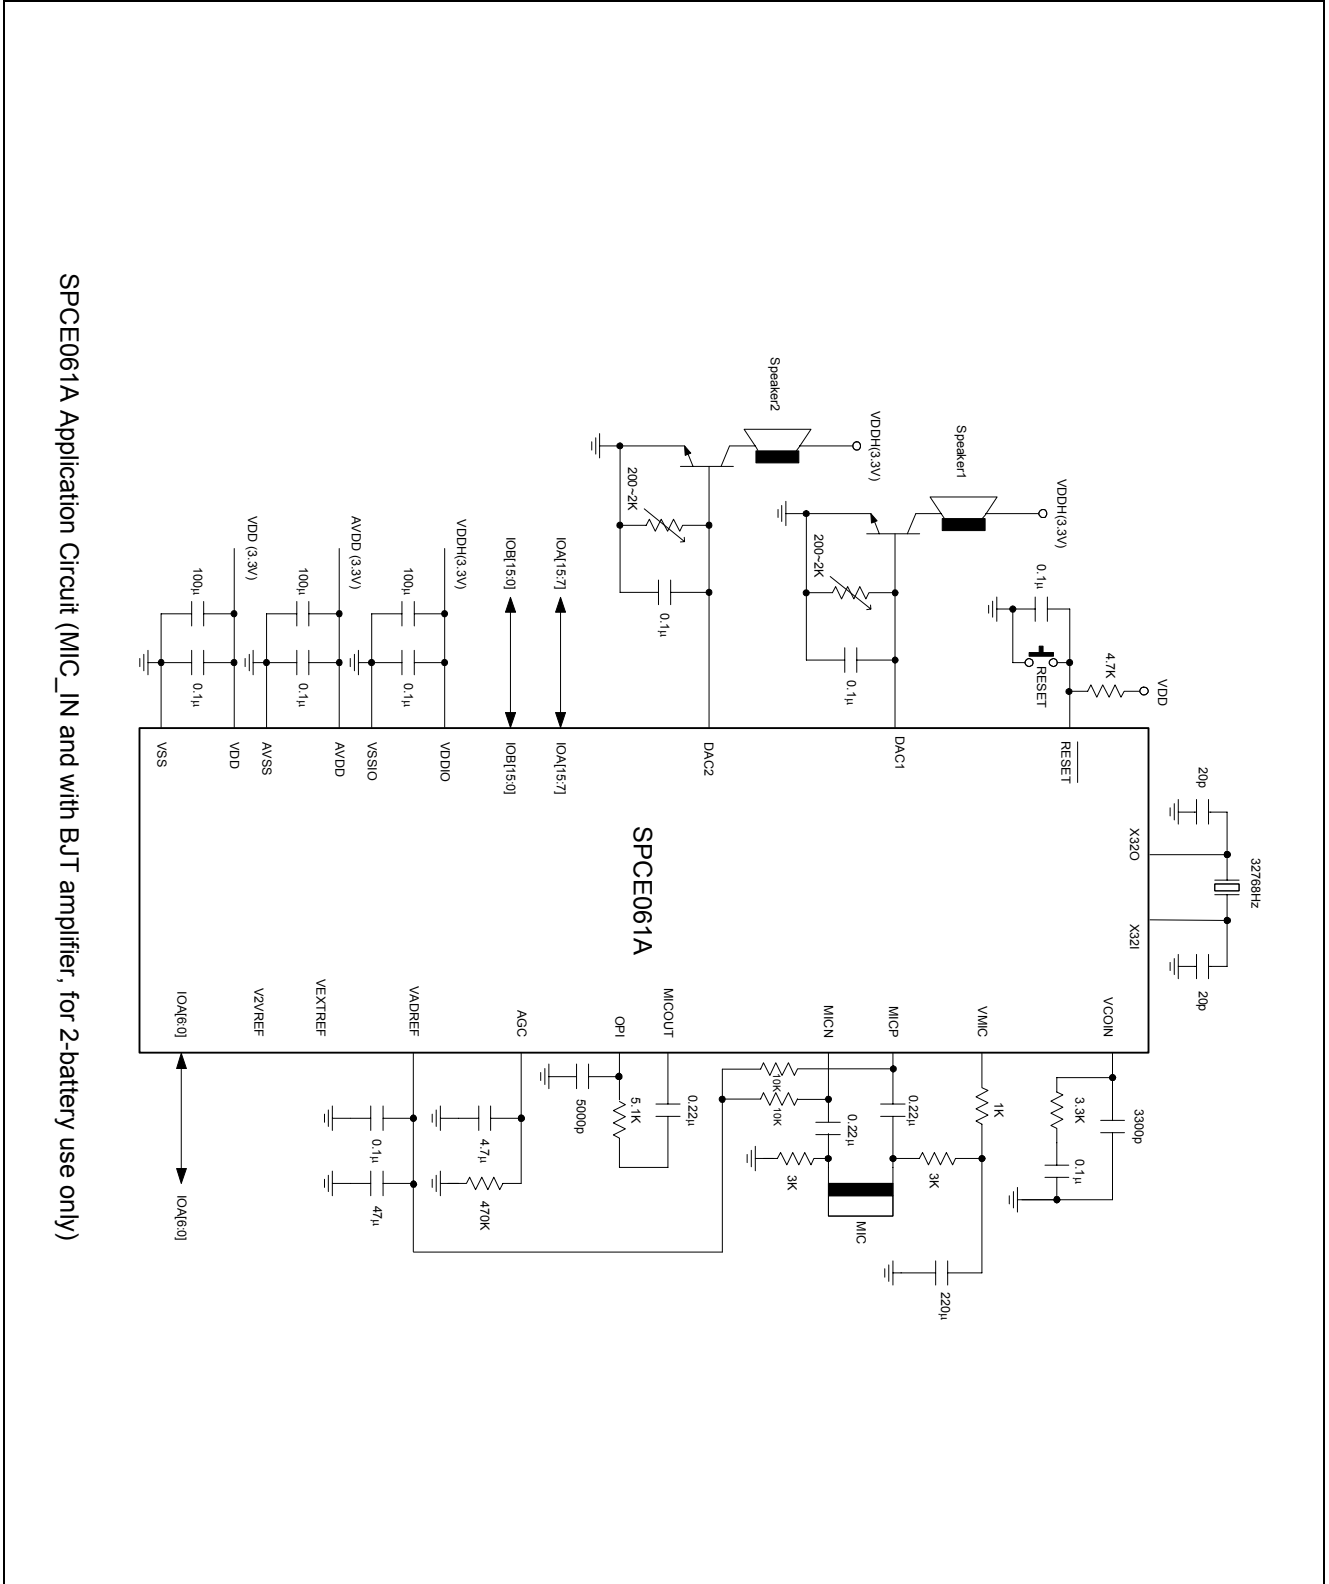 VDD
4.7K
0.1µ
RESET
VDDH(3.3V)
Speaker1
200~2K
0.1µ
VDDH(3.3V)
Speaker2
200~2K
0.1µ
IOA[15:7]
IOB[15:0]
VDDH(3.3V)
100µ
0.1µ
AVDD (3.3V)
100µ
0.1µ
VDD (3.3V)
100µ
0.1µ
RESET
DAC1
DAC2
IOA[15:7]
IOB[15:0]
VDDIO
VSSIO
AVDD
AVSS
VDD
VSS
20p
32768Hz
20p
X32O
X32I
SPCE061A
VCOIN
VMIC
MICP
MICN
MICOUT
OPI
AGC
VADREF
VEXTREF
V2VREF
IOA[6:0]
3300p
3.3K
0.1µ
1K
3K
220µ
0.22µ
0.22µ
10K
10K
3K
MIC
0.22µ
5.1K
5000p
4.7µ
470K
0.1µ
47µ
IOA[6:0]
SPCE061A Application Circuit (MIC_IN and with BJT amplifier, for 2-battery use only)